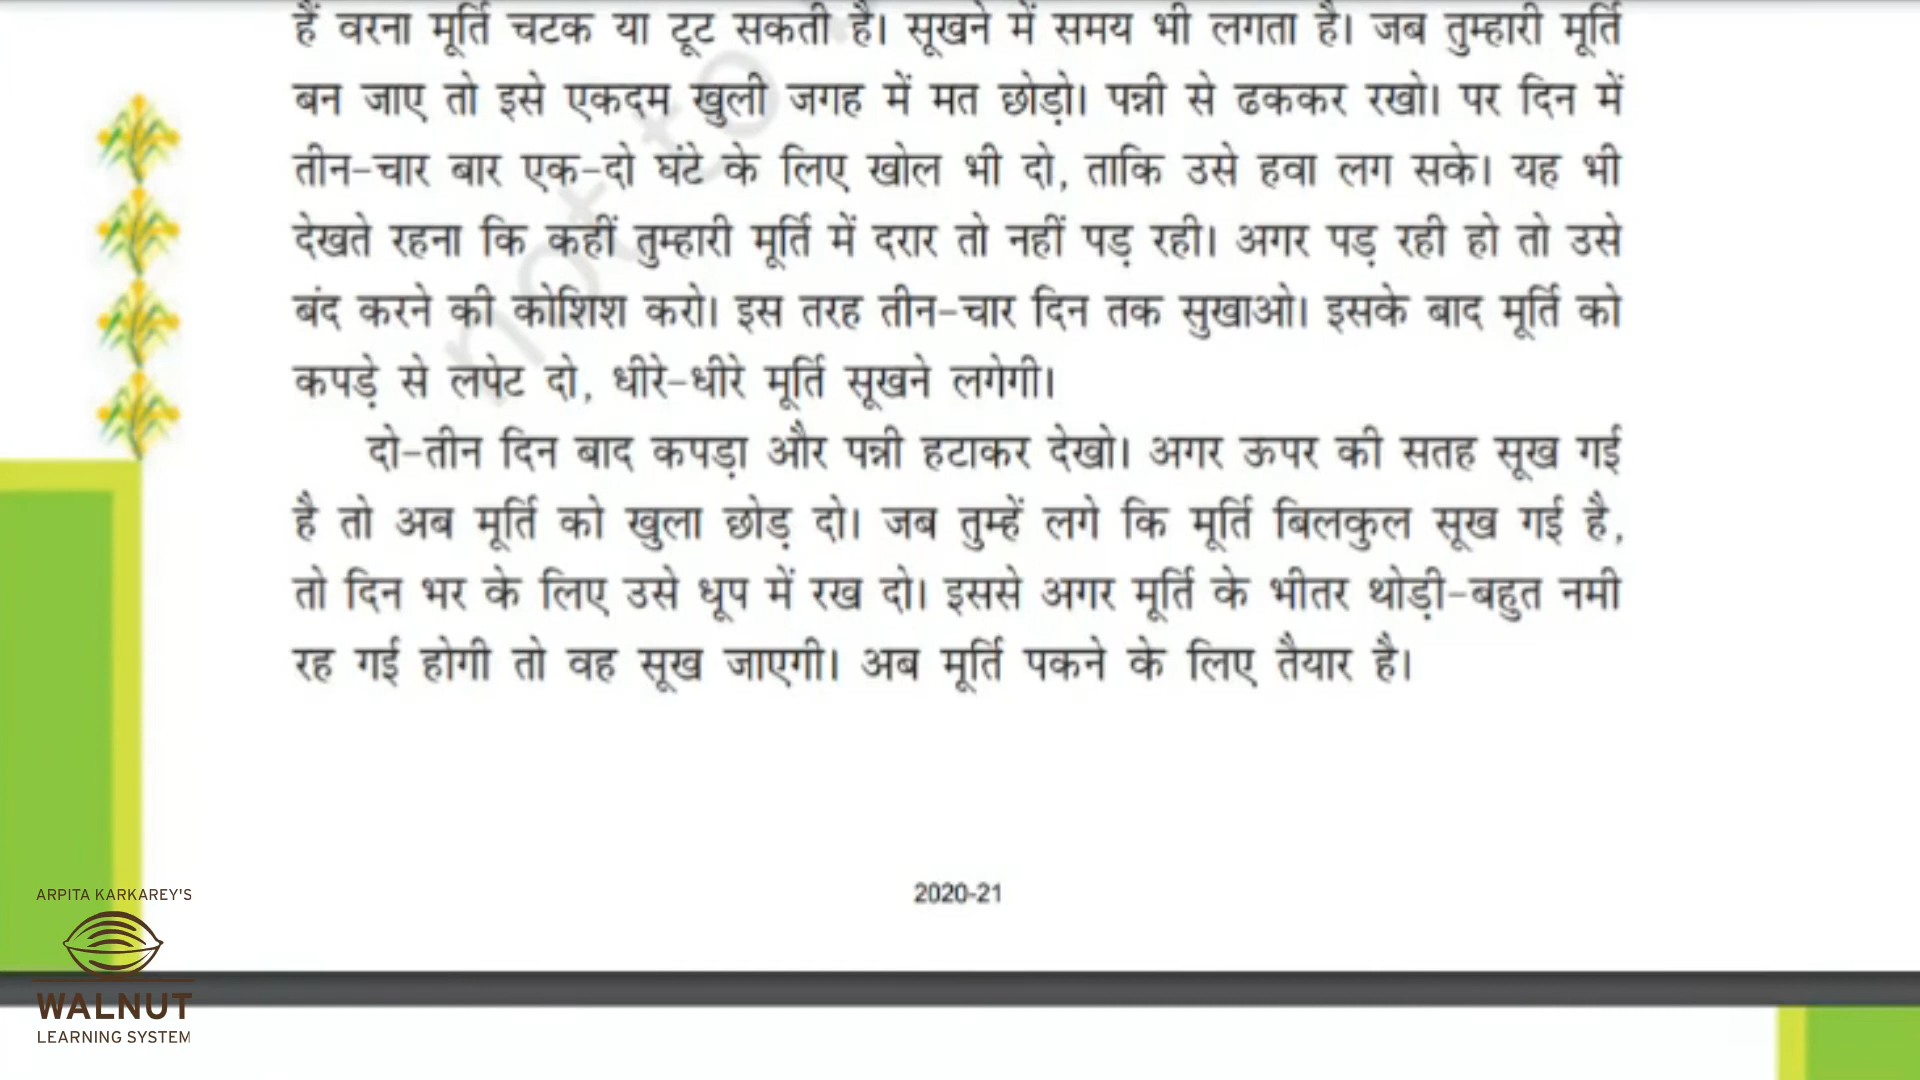 हैं वरना मूर्ति चटक या टूट सकती है। सूखने में समय भी लगता है। जब तुम्हारी मूर्ति
बन जाए तो इसे एकदम खुली जगह में मत छोड़ो। पन्नी से ढककर रखो। पर दिन में
तीन-चार बार एक-दो घंटे के लिए खोल भी दो, ताकि उसे हवा लग सके। यह भी
देखते रहना कि कहीं तुम्हारी मूर्ति में दरार तो नहीं पड़ रही। अगर पड़ रही हो तो उसे
बंद करने की कोशिश करो। इस तरह तीन-चार दिन तक सुखाओ। इसके बाद मूर्ति को
कपड़े से लपेट दो, धीरे-धीरे मूर्ति सूखने लगेगी।
दो-तीन दिन बाद कपड़ा और पन्नी हटाकर देखो। अगर ऊपर की सतह सूख गई
है तो अब मूर्ति को खुला छोड़ दो। जब तुम्हें लगे कि मूर्ति बिलकुल सूख गई है,
तो दिन भर के लिए उसे धूप में रख दो। इससे अगर मूर्ति के भीतर थोड़ी-बहुत नमी
रह गई होगी तो वह सूख जाएगी। अब मूर्ति पकने के लिए तैयार है।
not to
2020-21
ARPITA KARKAREY'S
WALNUT
LEARNING SYSTEM